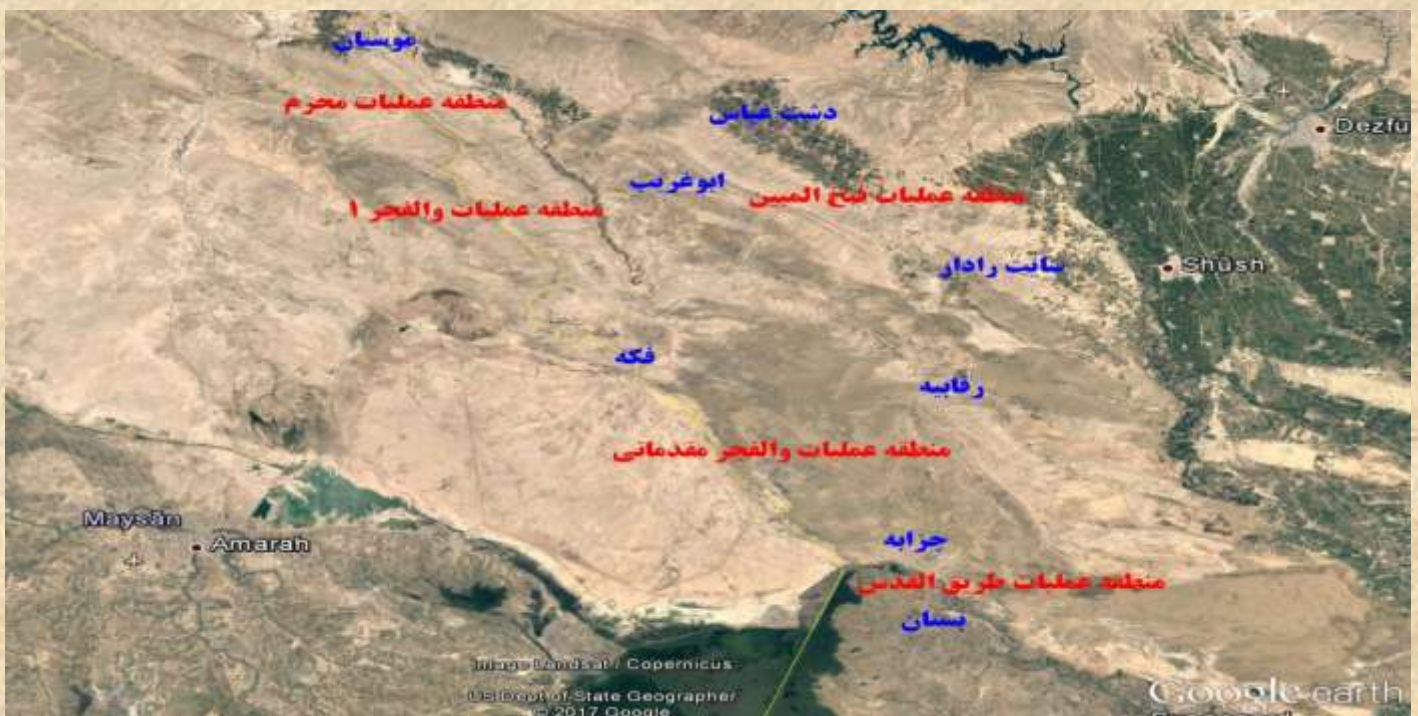 موسیان
منطقه عملیات محرم
دشت عباس
Dezfu
ابوغریب
منطقه عملیات فتح المبین
منطقه عملیات والفجر ۱
سایت رادار
Shush
فکه
رقابیه
منطقه عملیات والفجر مقدماتی
Maysān
Amarah
چزابه
منطقه عملیات طریق القدس
بستان
Image Landsat / Copernicus
US Dept of State Geographer
© 2017 Google
Google earth